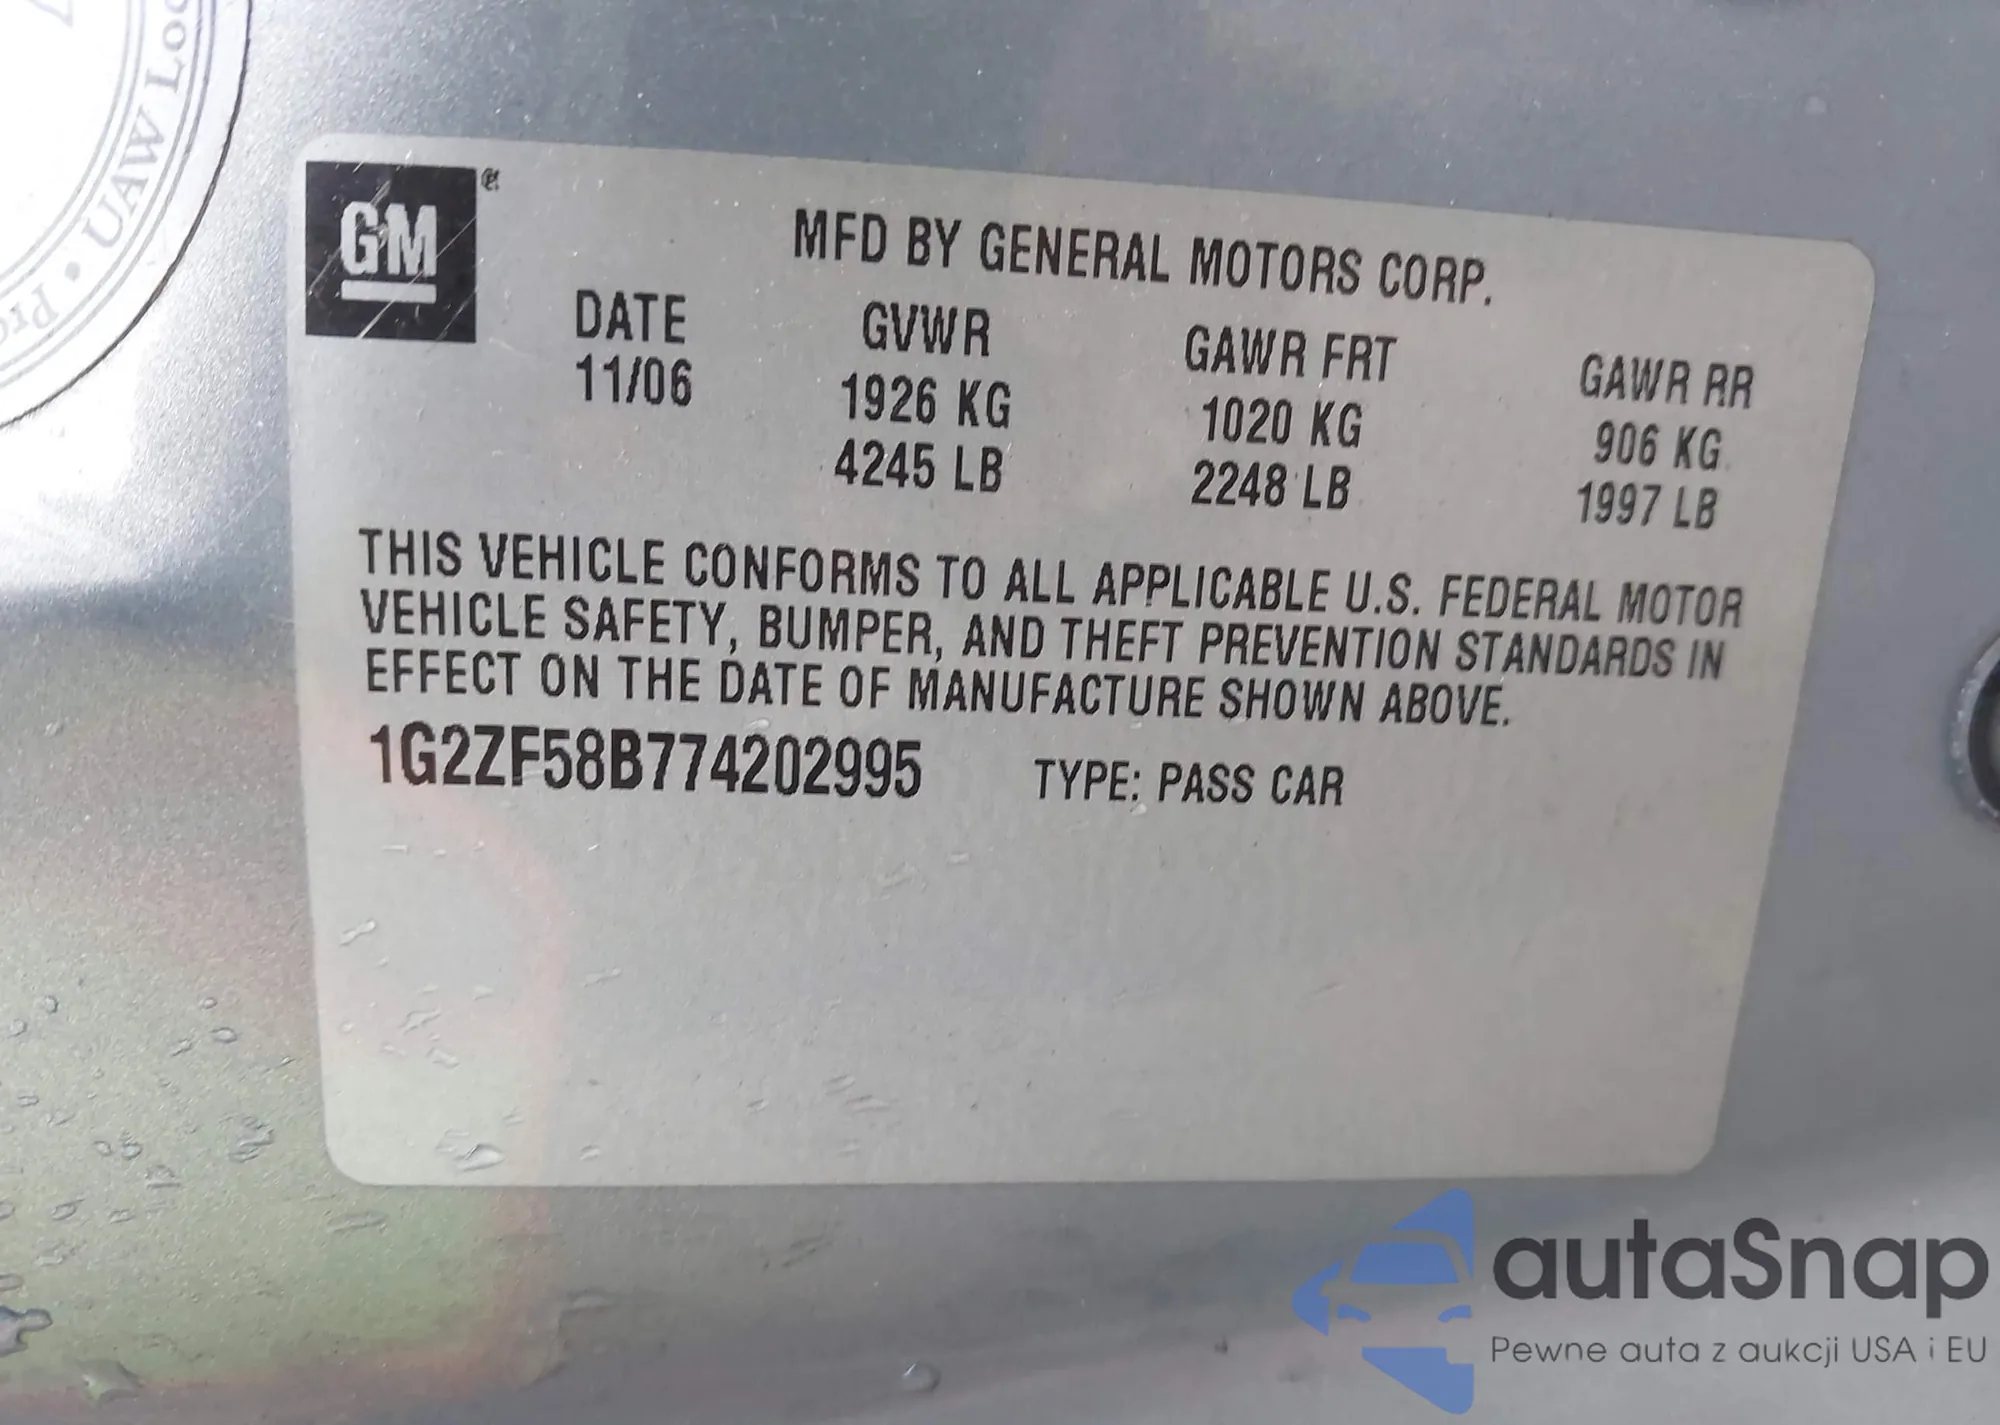 UAW Loc
GM
MFD BY GENERAL MOTORS CORP.
DATE GVWR GAWR FRT GAWR RR
11/06 1926 KG 1020 KG 906 KG
4245 LB 2248 LB 1997 LB
THIS VEHICLE CONFORMS TO ALL APPLICABLE U.S. FEDERAL MOTOR
VEHICLE SAFETY, BUMPER, AND THEFT PREVENTION STANDARDS IN
EFFECT ON THE DATE OF MANUFACTURE SHOWN ABOVE.
1G2ZF58B774202995 TYPE: PASS CAR
autaSnap
Pewne auta z aukcji USA i EU